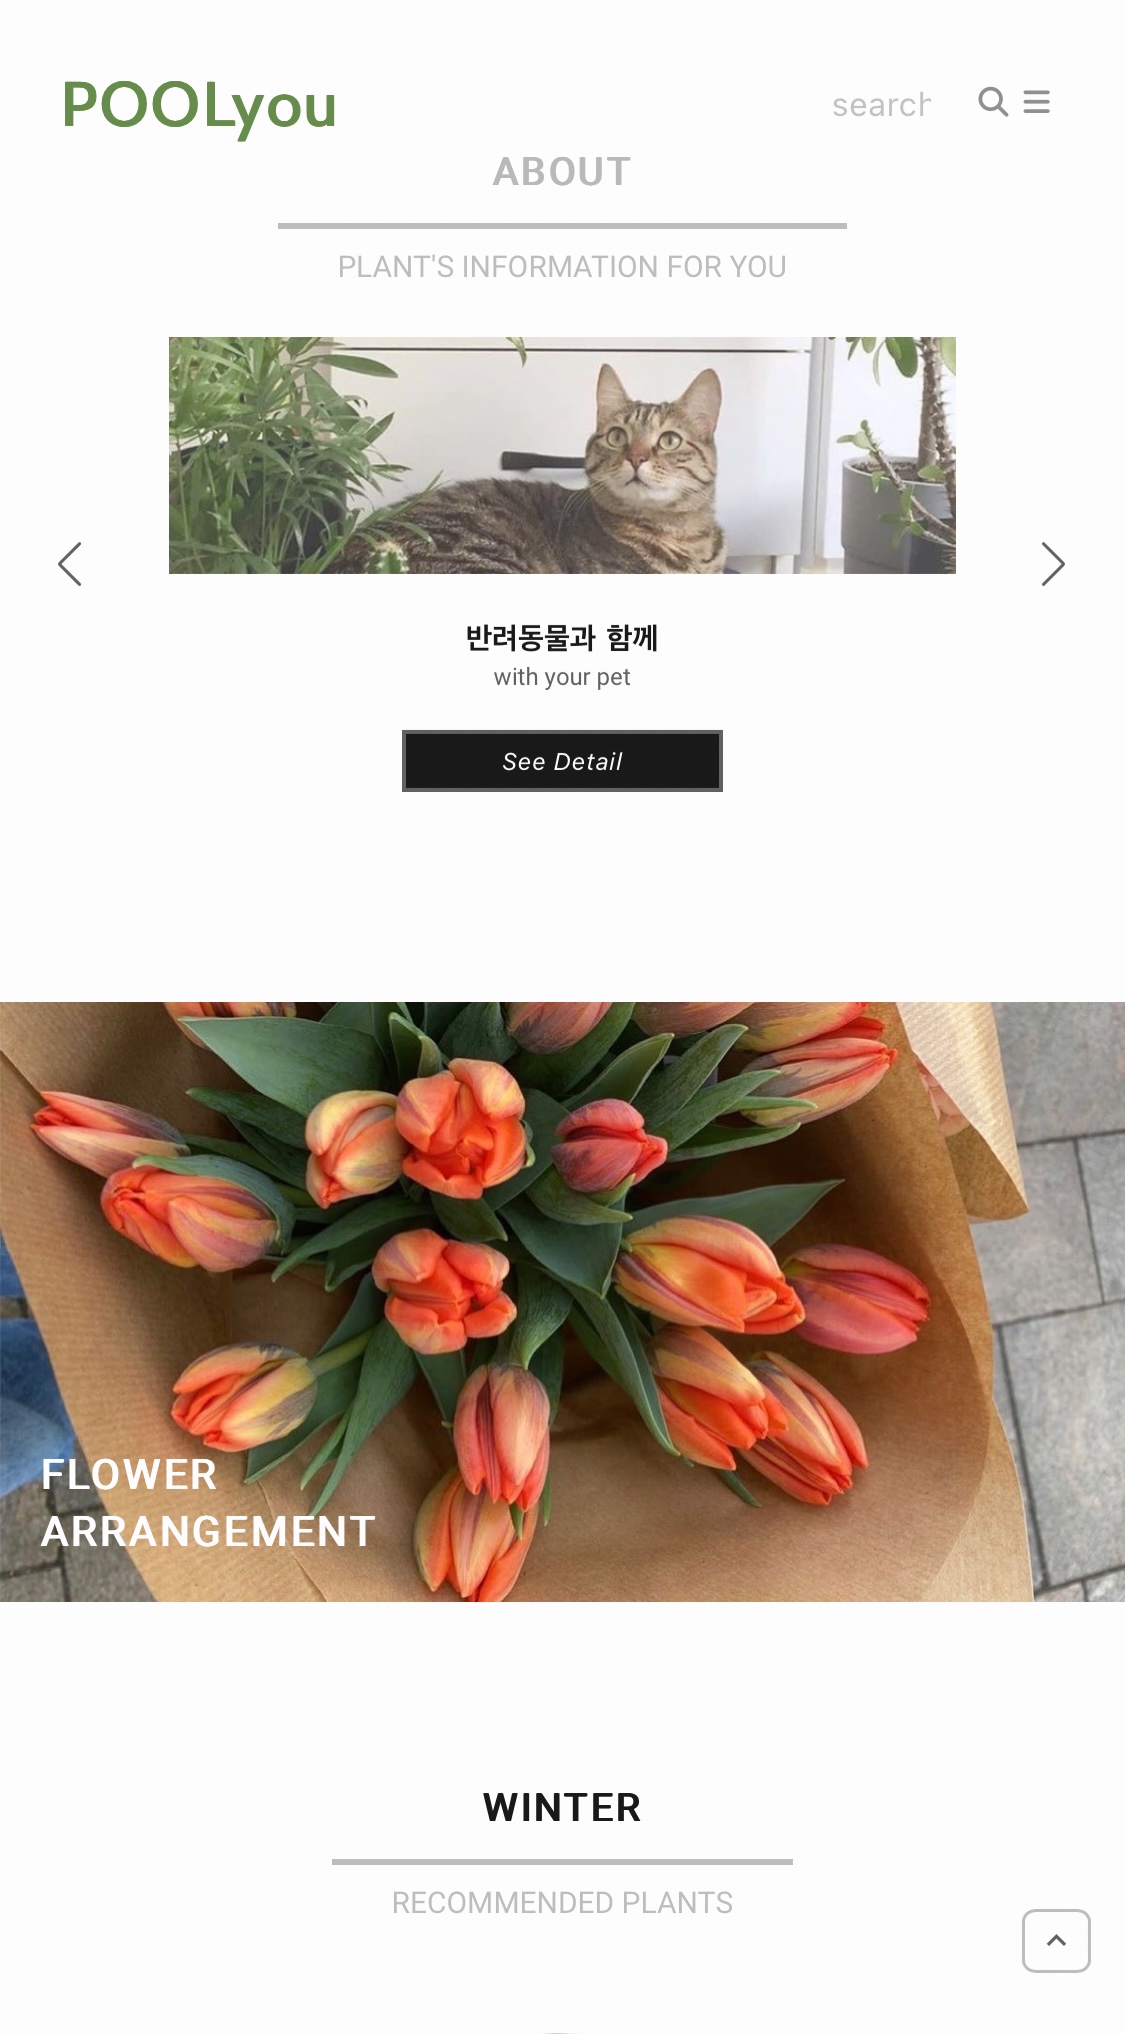 POOLyou
search
ABOUT
PLANT'S INFORMATION FOR YOU
반려동물과 함께
with your pet
See Detail
FLOWER
ARRANGEMENT
WINTER
RECOMMENDED PLANTS